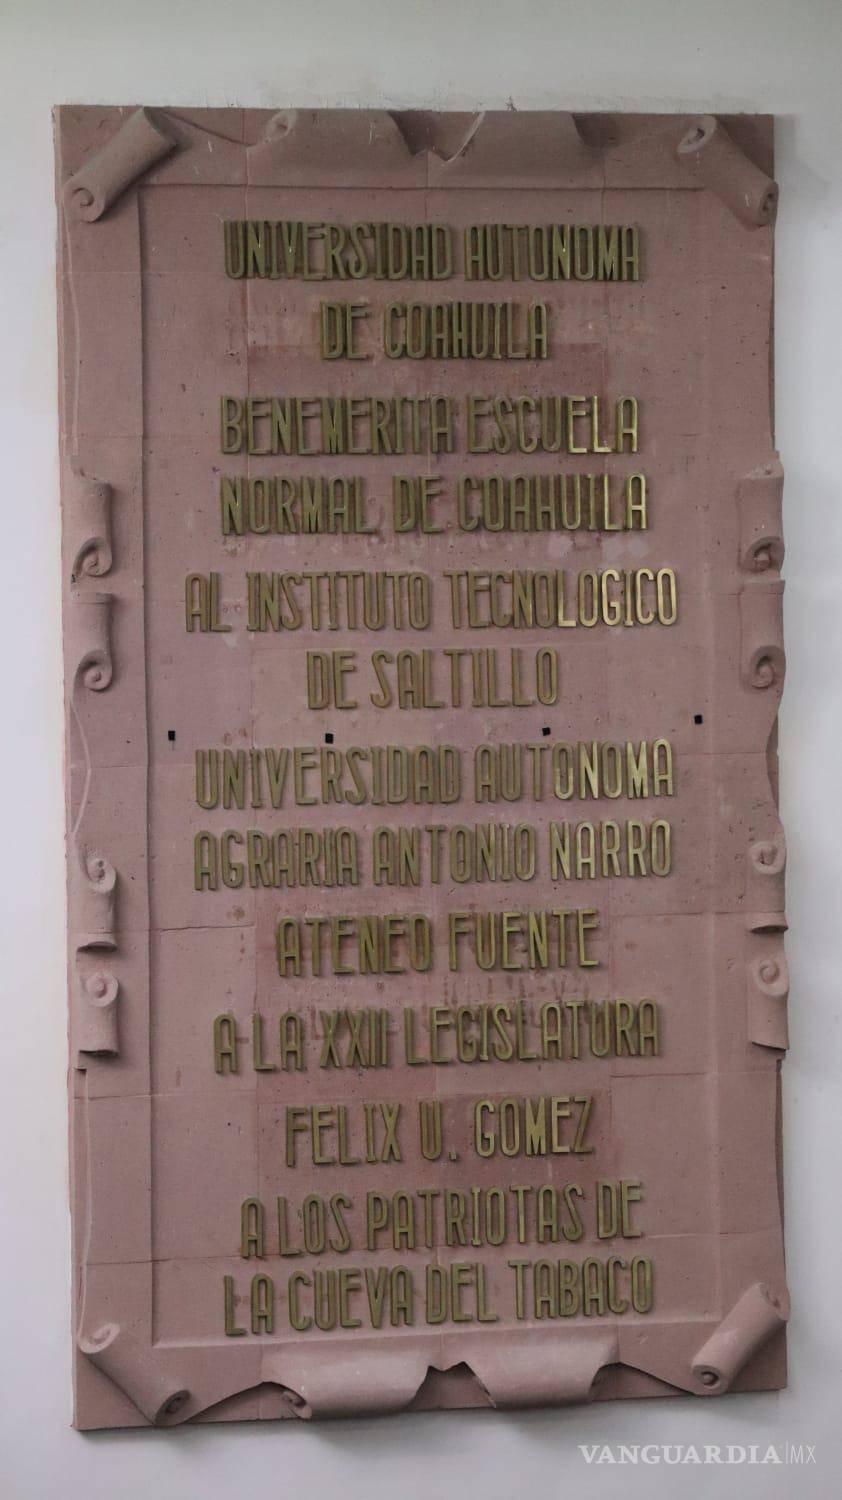 UNIVERSIDAD AUTONOMA
DE COAHUILA
BENEMERITA ESCUELA
NORMAL DE COAHUILA
AL INSTITUTO TECNOLOGICO
DE SALTILLO
UNIVERSIDAD AUTONOMA
AGRARIA ANTONIO NARRO
ATENEO FUENTE
A LA XXII LEGISLATURA
FELIX U. GOMEZ
A LOS PATRIOTAS DE
LA CUEVA DEL TABACO
VANGUARDIA|MX